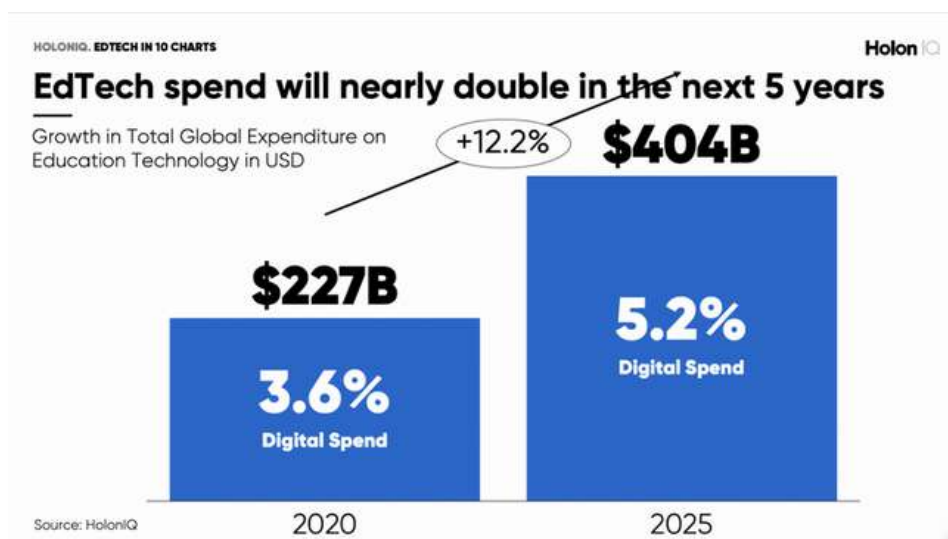 HOLONIQ. EDTECH IN 10 CHARTS
Holon IQ
EdTech spend will nearly double in the next 5 years
Growth in Total Global Expenditure on
Education Technology in USD
+12.2%
$404B
$227B
5.2%
Digital Spend
3.6%
Digital Spend
Source: HolonIQ
2020
2025